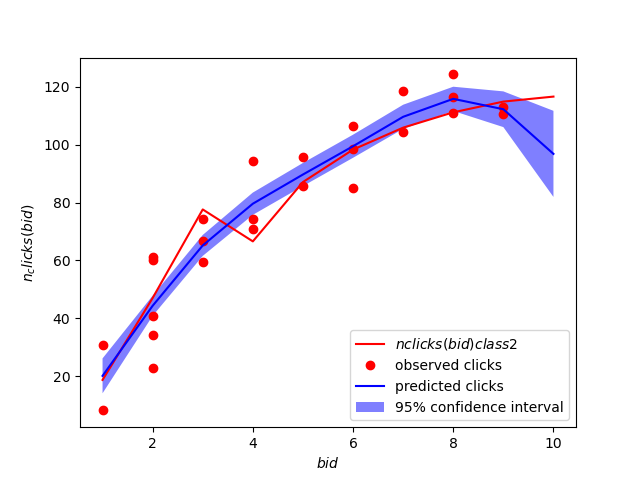 120
100
80
60
40
20
n_clicks(bid)
nclicks(bid)class2
observed clicks
predicted clicks
95% confidence interval
2
4
6
8
10
bid